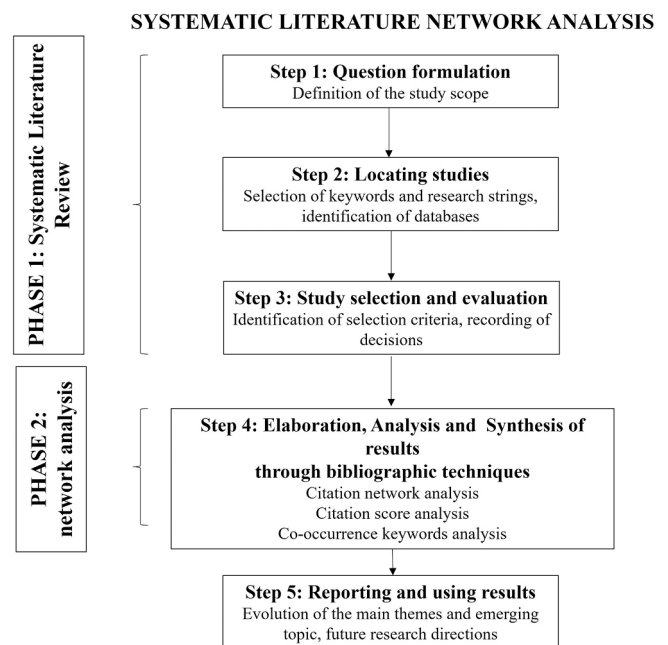 SYSTEMATIC LITERATURE NETWORK ANALYSIS
PHASE 1: Systematic Literature
Review
Step 1: Question formulation
Definition of the study scope
Step 2: Locating studies
Selection of keywords and research strings,
identification of databases
Step 3: Study selection and evaluation
Identification of selection criteria, recording of
decisions
PHASE 2:
network analysis
Step 4: Elaboration, Analysis and Synthesis of
results
through bibliographic techniques
Citation network analysis
Citation score analysis
Co-occurrence keywords analysis
Step 5: Reporting and using results
Evolution of the main themes and emerging
topic, future research directions